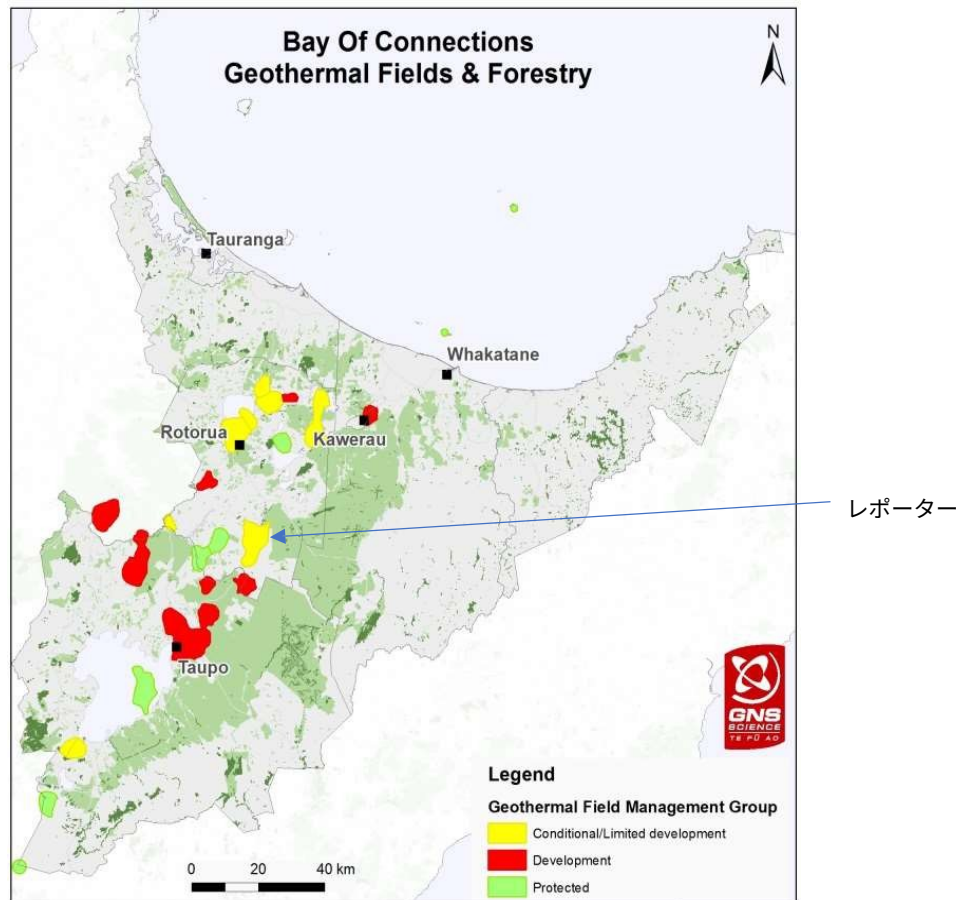 Bay Of Connections
Geothermal Fields & Forestry
N
Tauranga
Whakatane
Rotorua
Kawerau
レポーター
Taupo
GNS
SCIENCE
TE PŪ AO
Legend
Geothermal Field Management Group
Conditional/Limited development
Development
Protected
0 20 40 km